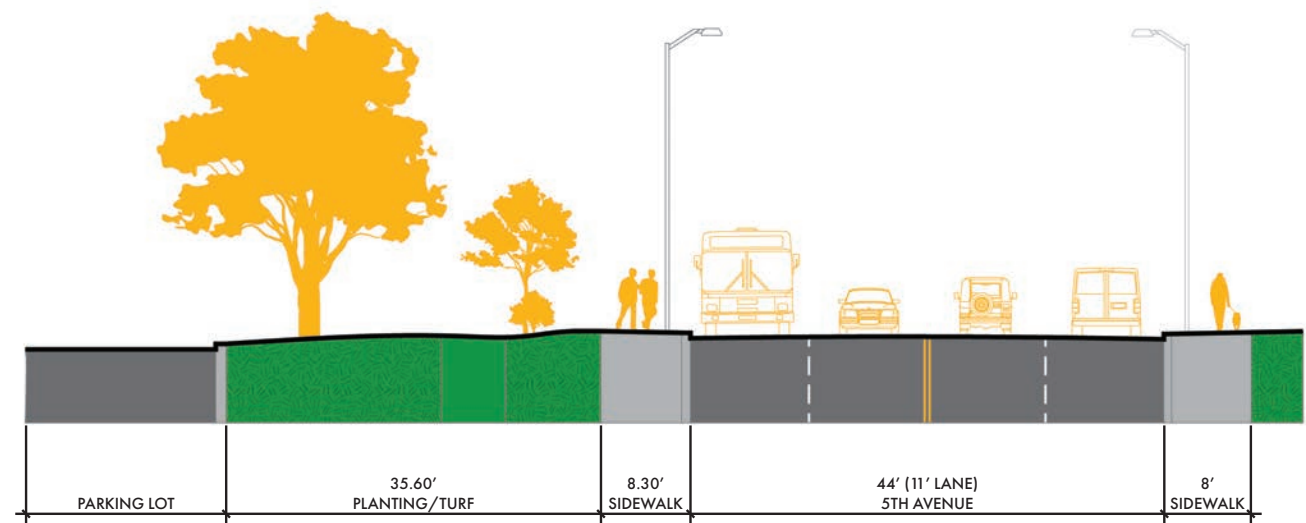 PARKING LOT
35.60’
PLANTING/TURF
8.30’
SIDEWALK
44’ (11’ LANE)
5TH AVENUE
8’
SIDEWALK